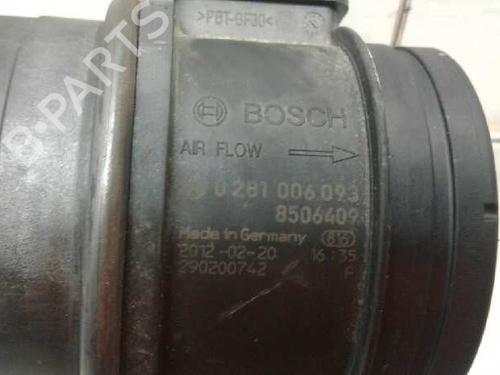 >PBT-GF30<
BOSCH
AIR FLOW
0 281 006 093
8506409
Made in Germany 816
2012-02-20 16:35
290200742 F
B-PARTS